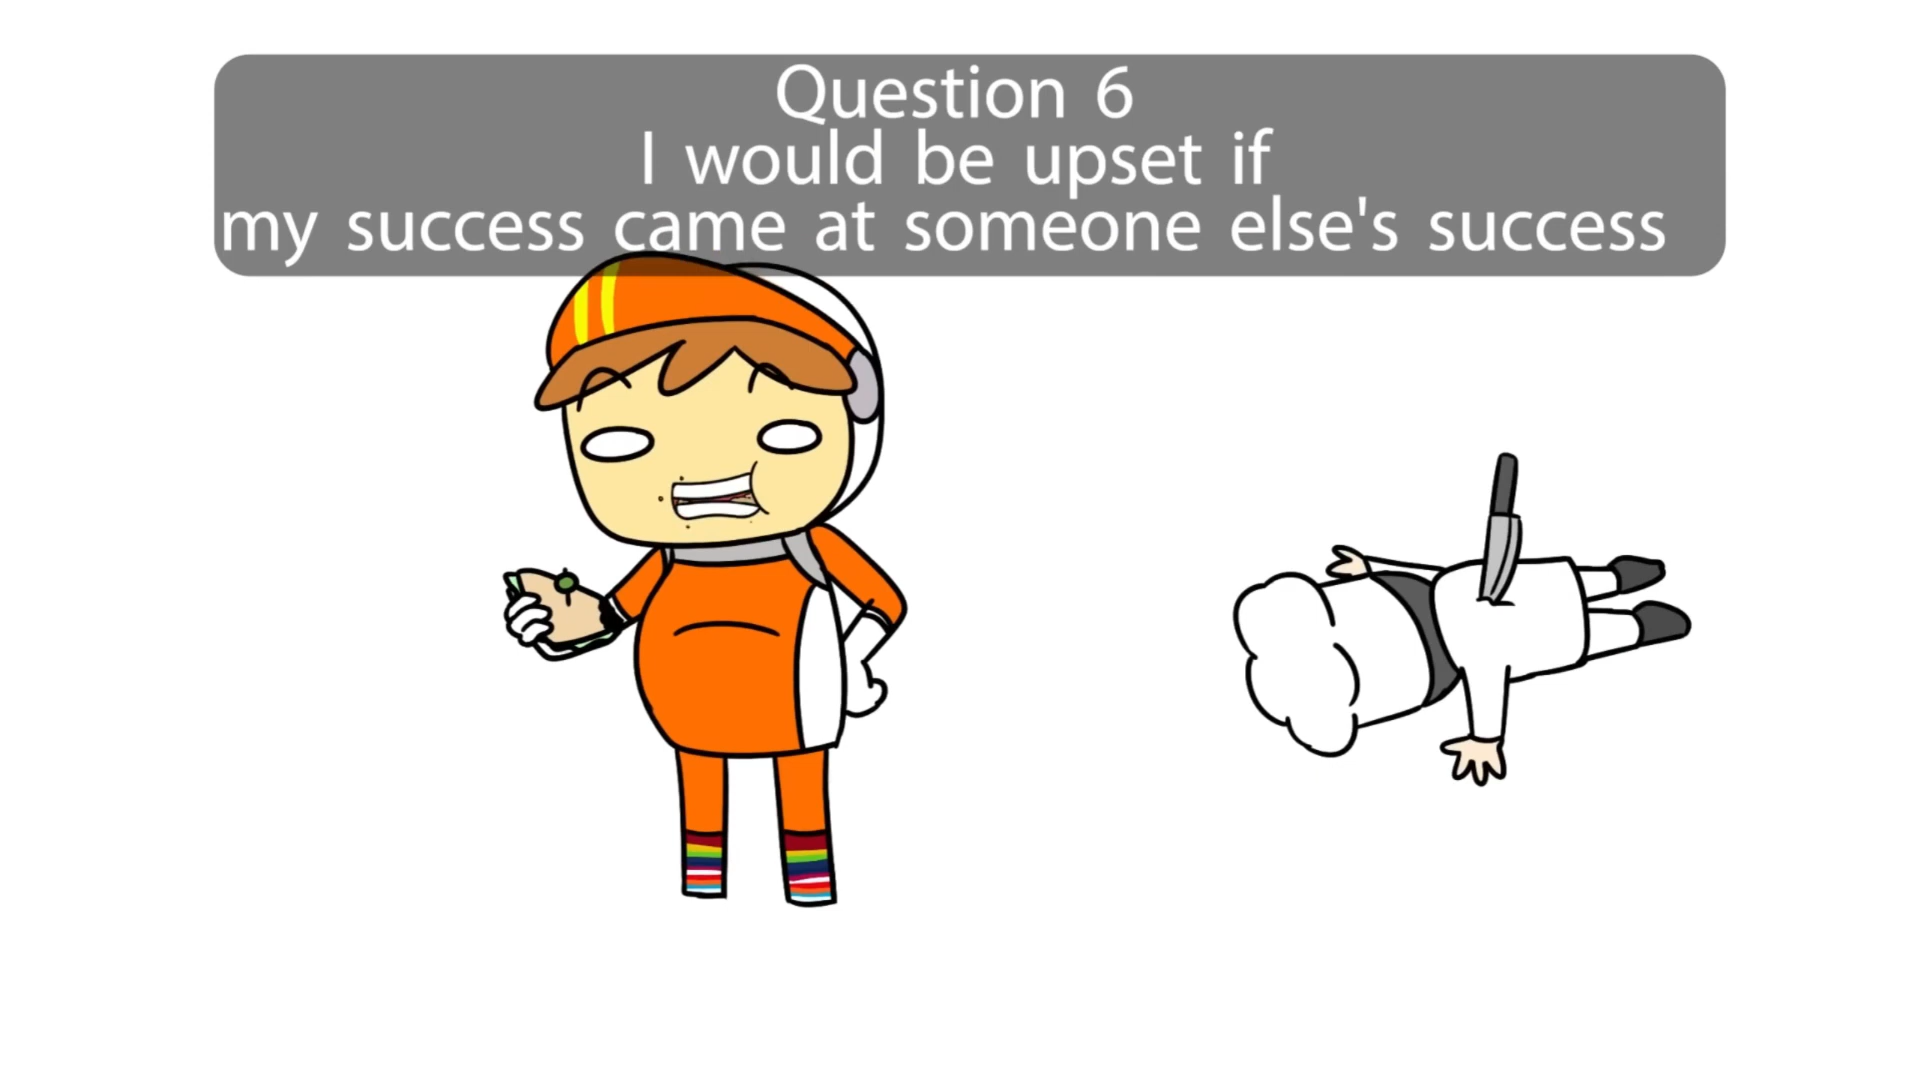 Question 6
I would be upset if
my success came at someone else's success